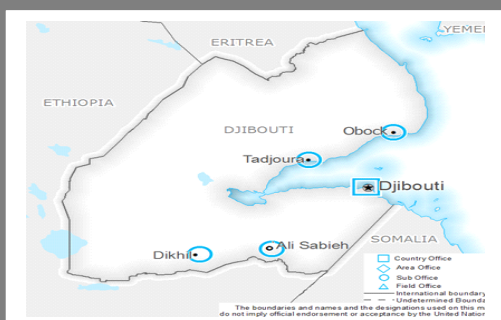 YEMEN
ERITREA
ETHIOPIA
DJIBOUTI
Obock
Tadjoura
Djibouti
Ali Sabieh
Dikhil
SOMALIA
Country Office
Area Office
Sub Office
Field Office
International boundary
Undetermined Bounda
The boundaries and names and the designations used on this m
do not imply official endorsement or acceptance by the United Nation